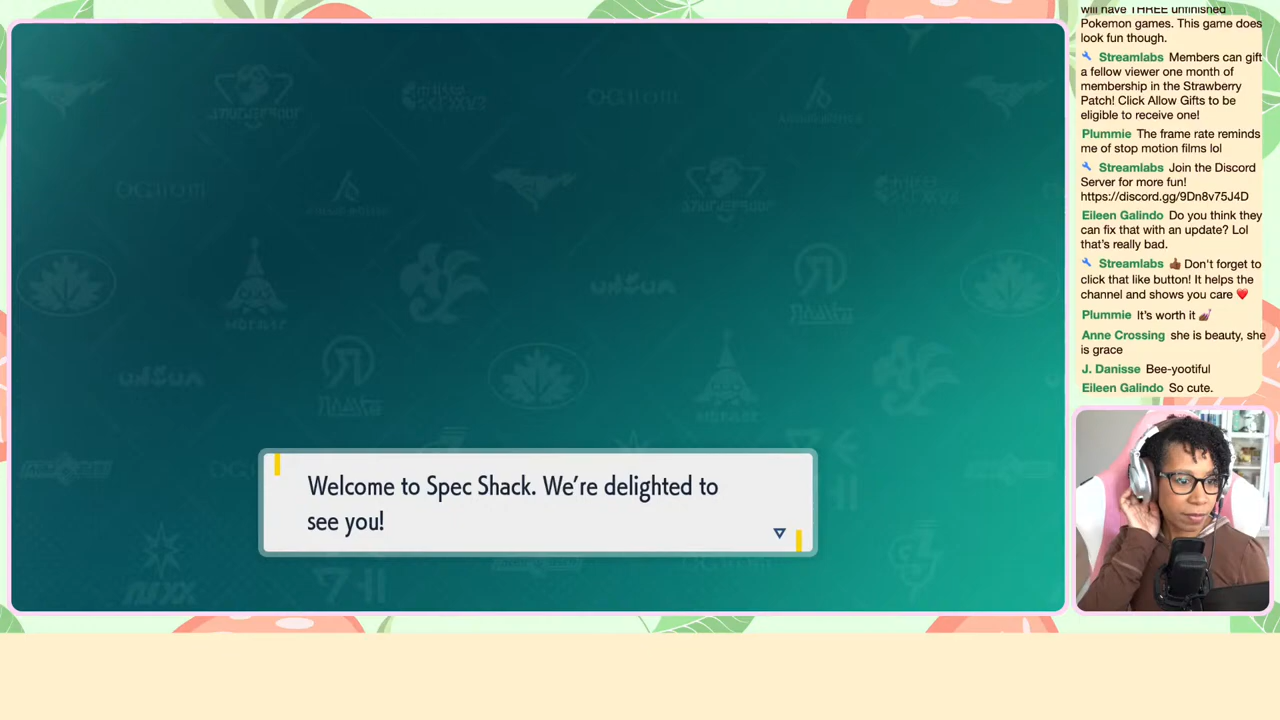 Welcome to Spec Shack. We're delighted to
see you!
will have THREE unfinished
Pokemon games. This game does
look fun though.
Streamlabs Members can gift
a fellow viewer one month of
membership in the Strawberry
Patch! Click Allow Gifts to be
eligible to receive one!
Plummie The frame rate reminds
me of stop motion films lol
Streamlabs Join the Discord
Server for more fun!
https://discord.gg/9Dn8v75J4D
Eileen Galindo Do you think they
can fix that with an update? Lol
that's really bad.
Streamlabs 👍🏾 Don't forget to
click that like button! It helps the
channel and shows you care ❤️
Plummie It's worth it 💅🏾
Anne Crossing she is beauty, she
is grace
J. Danisse Bee-yootiful
Eileen Galindo So cute.